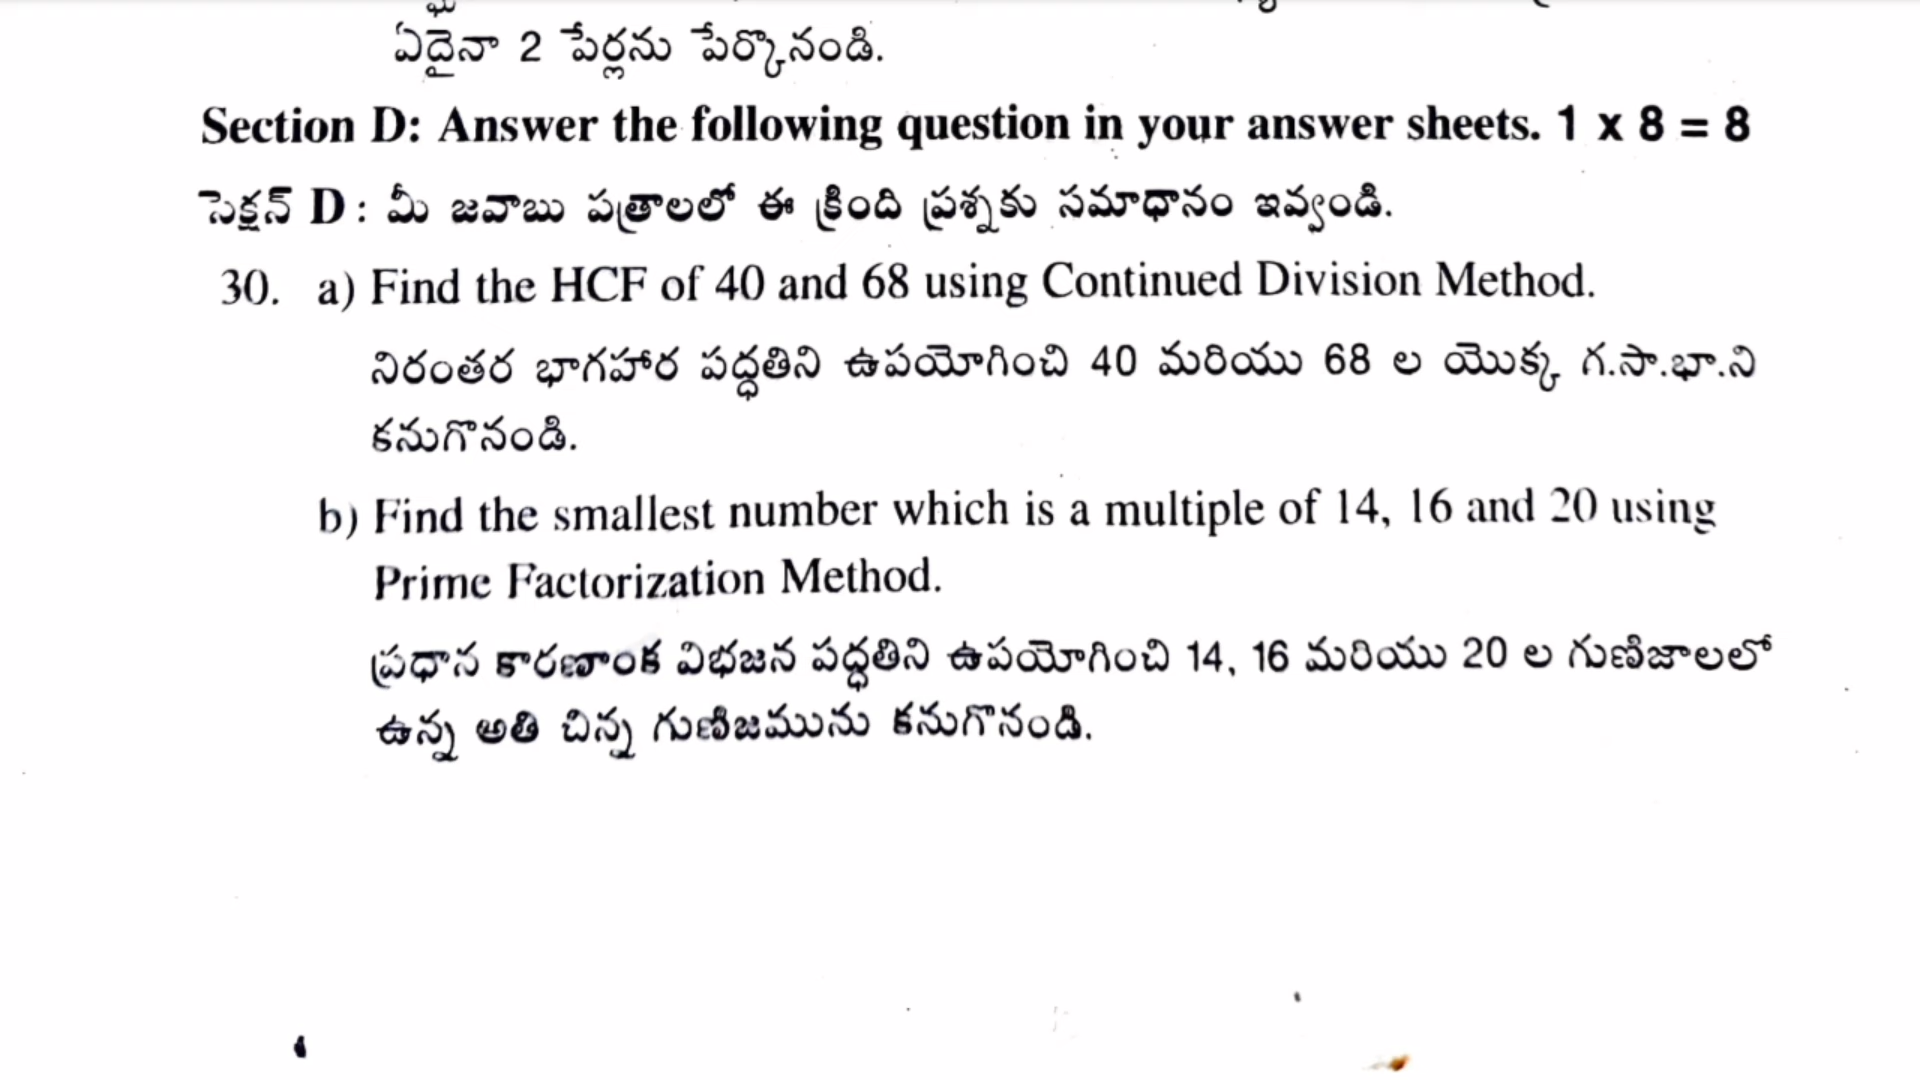 ఏదైనా 2 పేర్లను పేర్కొనండి.
Section D: Answer the following question in your answer sheets. 1 x 8 = 8
సెక్షన్ D : మీ జవాబు పత్రాలలో ఈ క్రింది ప్రశ్నకు సమాధానం ఇవ్వండి.
30. a) Find the HCF of 40 and 68 using Continued Division Method.
నిరంతర భాగహార పద్ధతిని ఉపయోగించి 40 మరియు 68 ల యొక్క గ.సా.భా.ని
కనుగొనండి.
b) Find the smallest number which is a multiple of 14, 16 and 20 using
Prime Factorization Method.
ప్రధాన కారణాంక విభజన పద్ధతిని ఉపయోగించి 14, 16 మరియు 20 ల గుణిజాలలో
ఉన్న అతి చిన్న గుణిజమును కనుగొనండి.